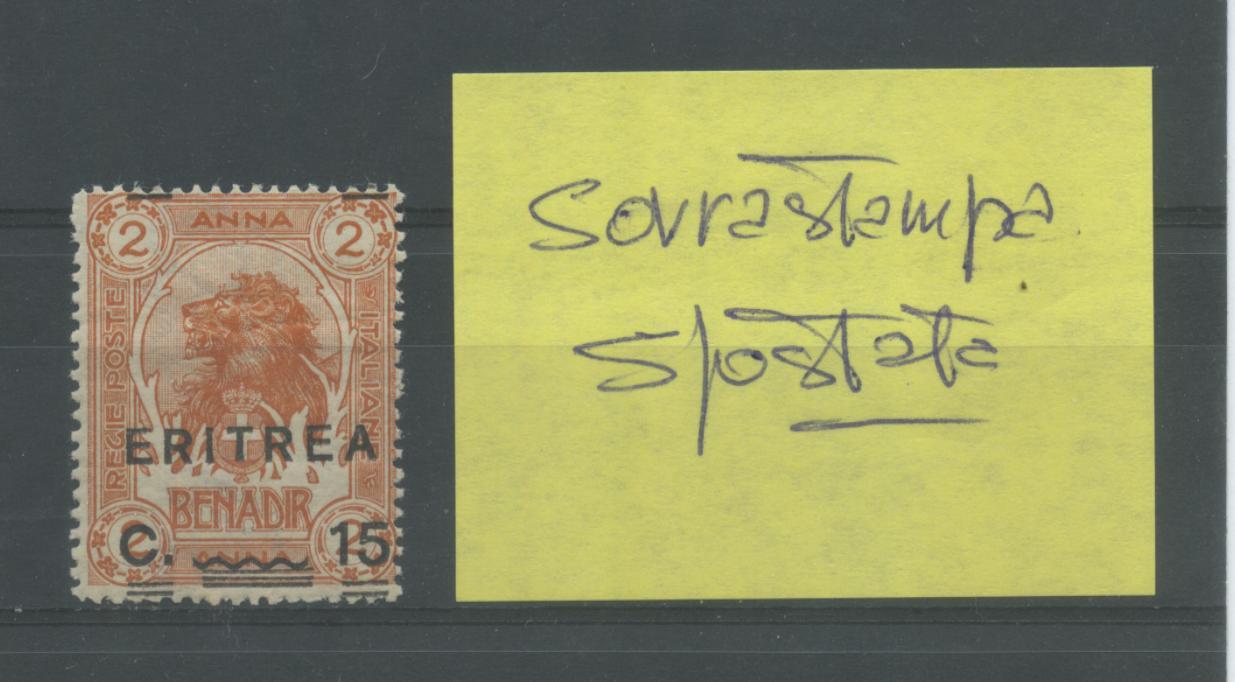 2 ANNA 2
REGIE POSTE
ITALIANE
ERITREA
BENADIR
C. 15
ANNA
sovrastampa
spostata